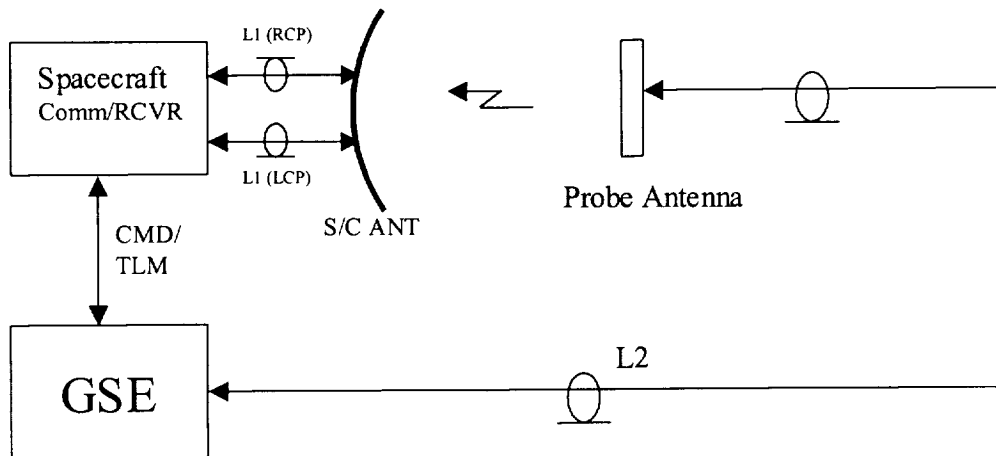 L1 (RCP)
Spacecraft
Comm/RCVR
L1 (LCP)
S/C ANT
Probe Antenna
CMD/
TLM
L2
GSE